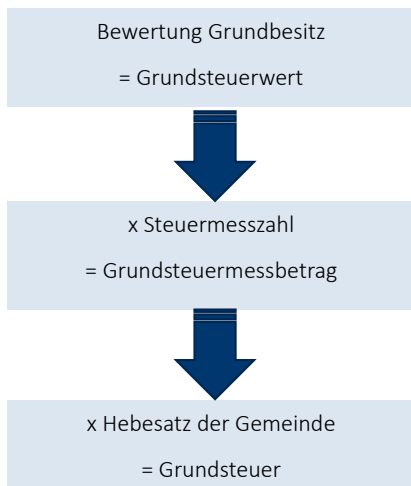 Bewertung Grundbesitz
= Grundsteuerwert
x Steuermesszahl
= Grundsteuermessbetrag
x Hebesatz der Gemeinde
= Grundsteuer